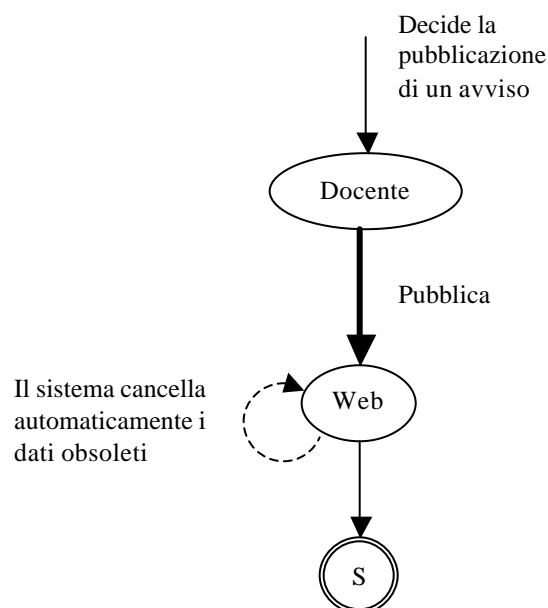 Decide la
pubblicazione
di un avviso
Docente
Pubblica
Il sistema cancella
automaticamente i
dati obsoleti
Web
S